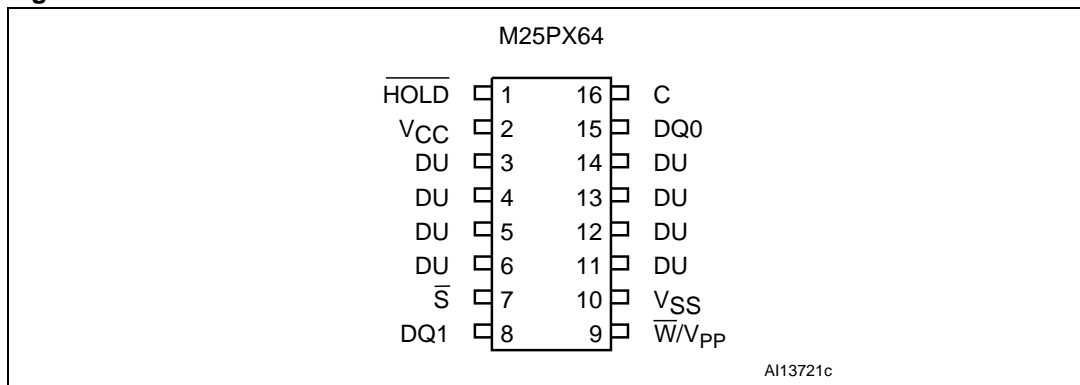 M25PX64
HOLD 1 16 C
VCC 2 15 DQ0
DU 3 14 DU
DU 4 13 DU
DU 5 12 DU
DU 6 11 DU
S 7 10 VSS
DQ1 8 9 W/VPP
AI13721c